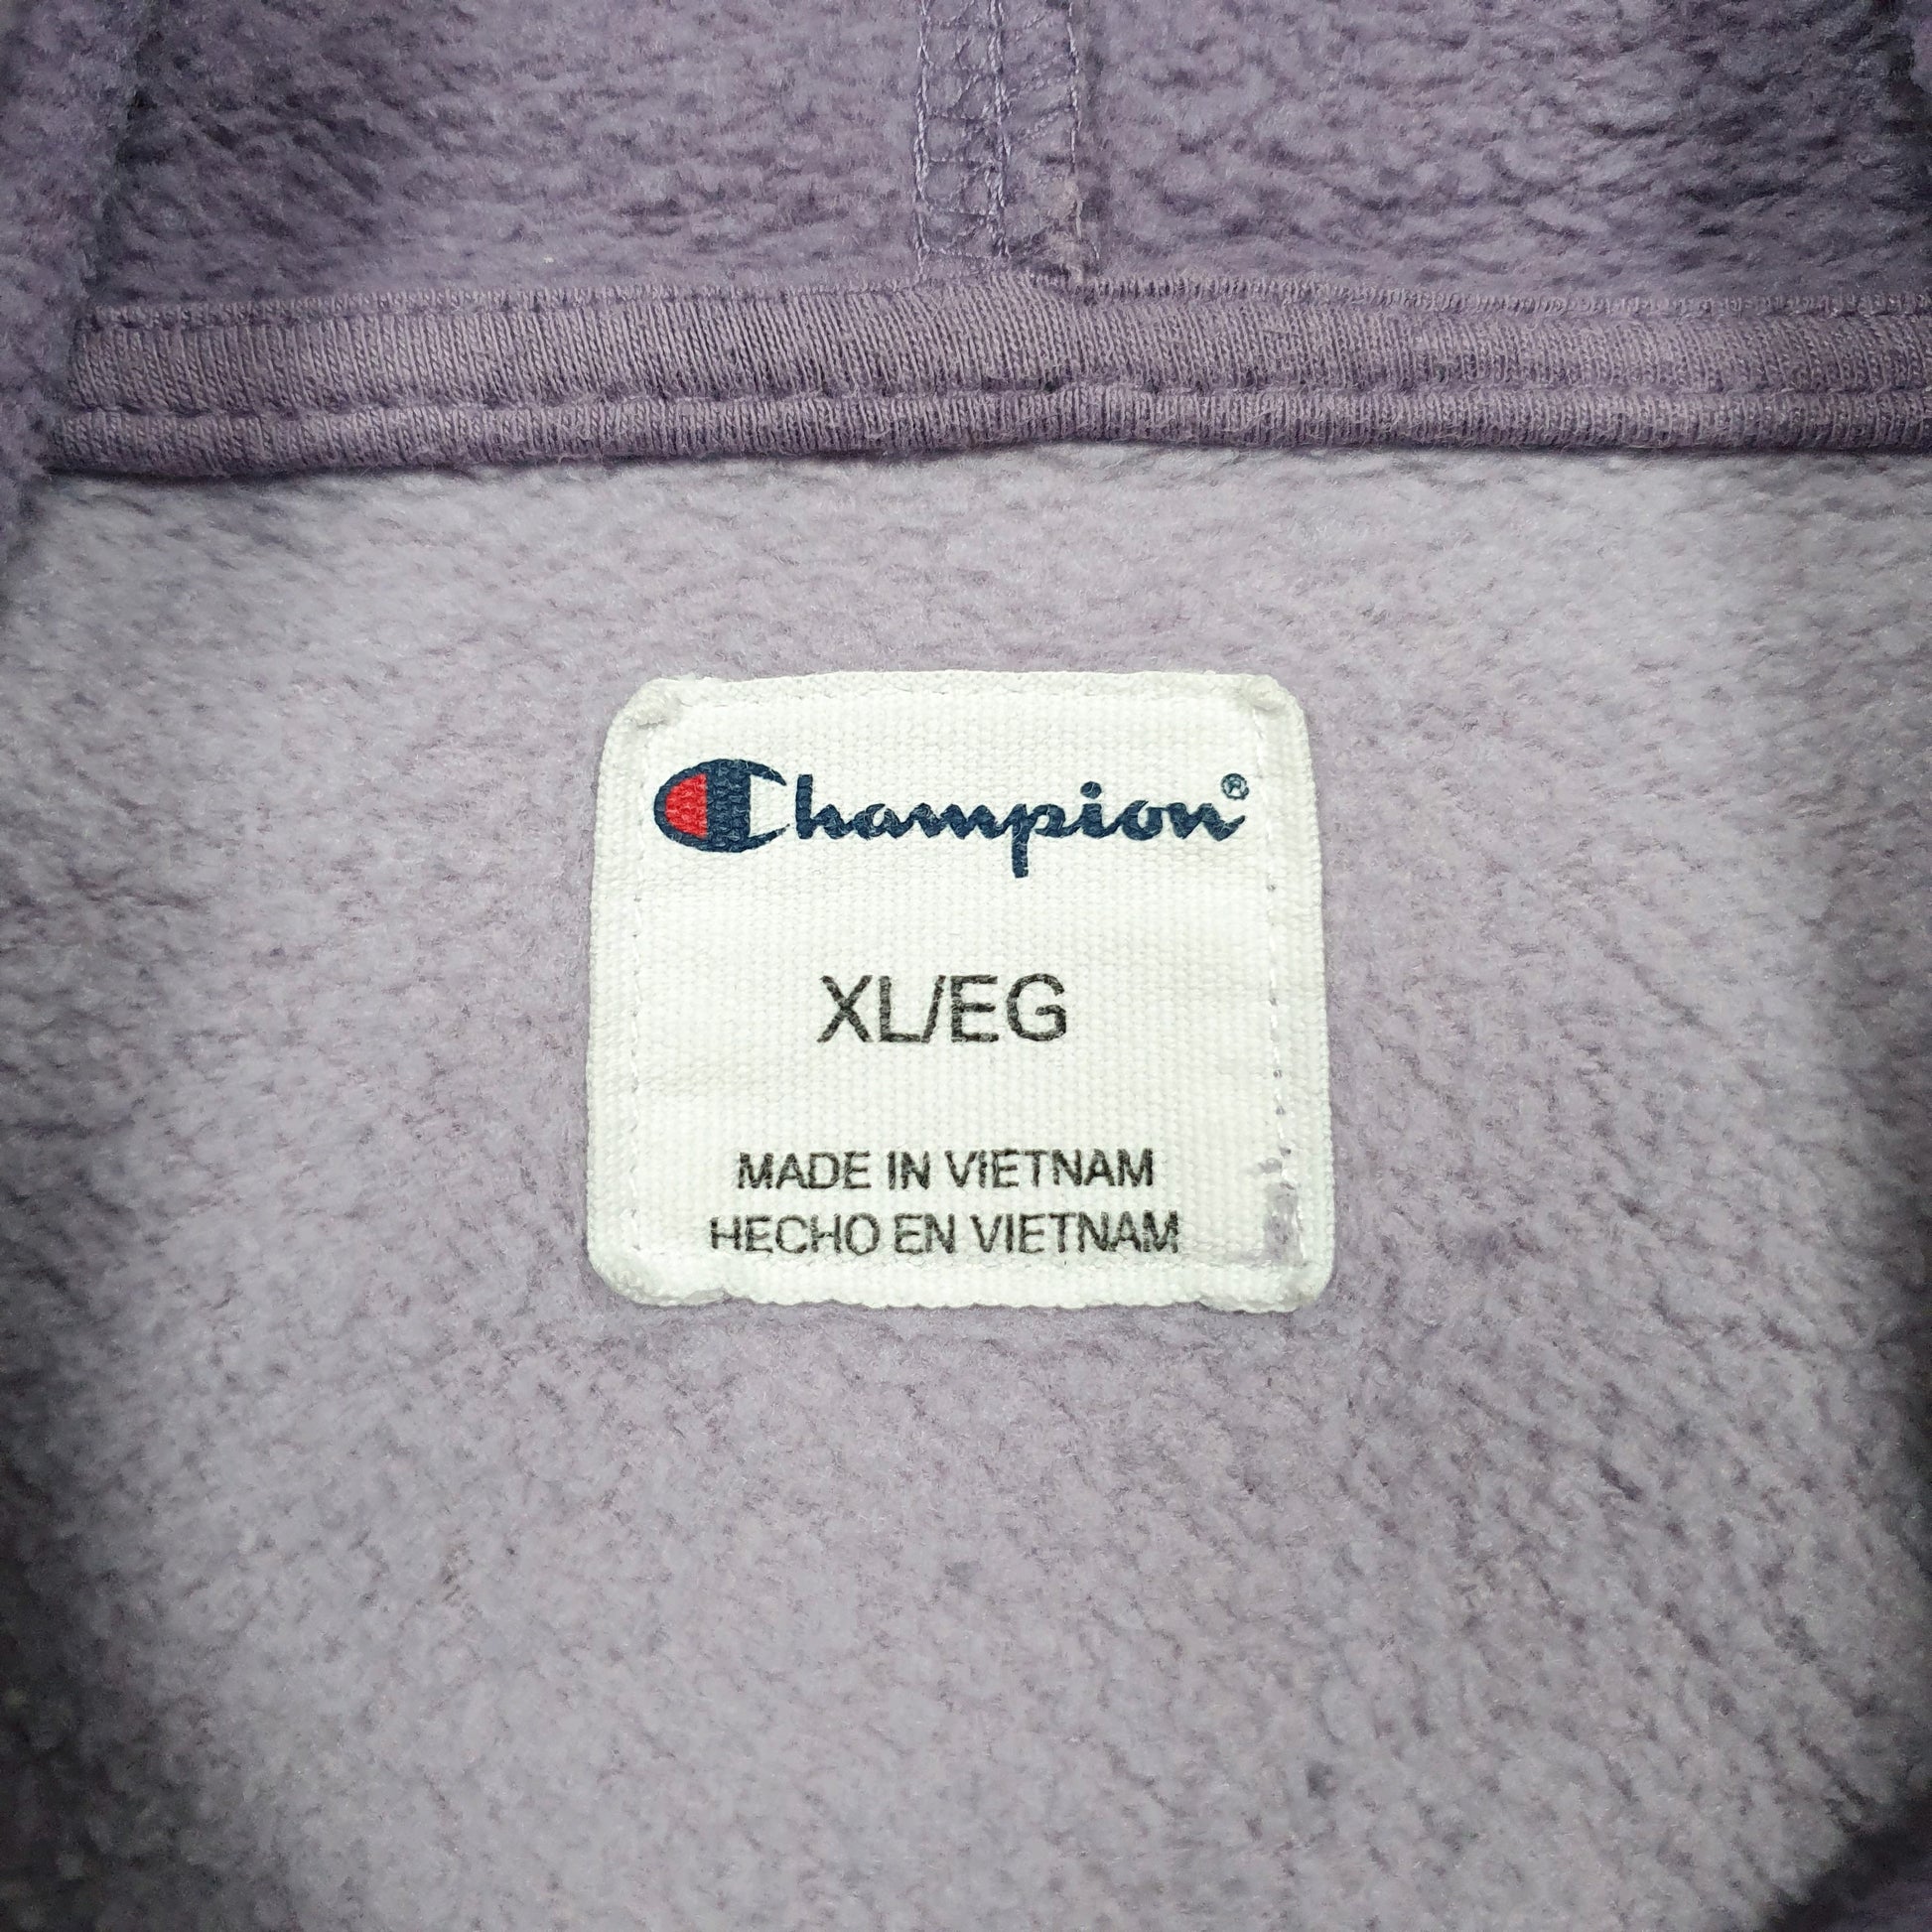 Champion®
XL/EG
MADE IN VIETNAM
HECHO EN VIETNAM